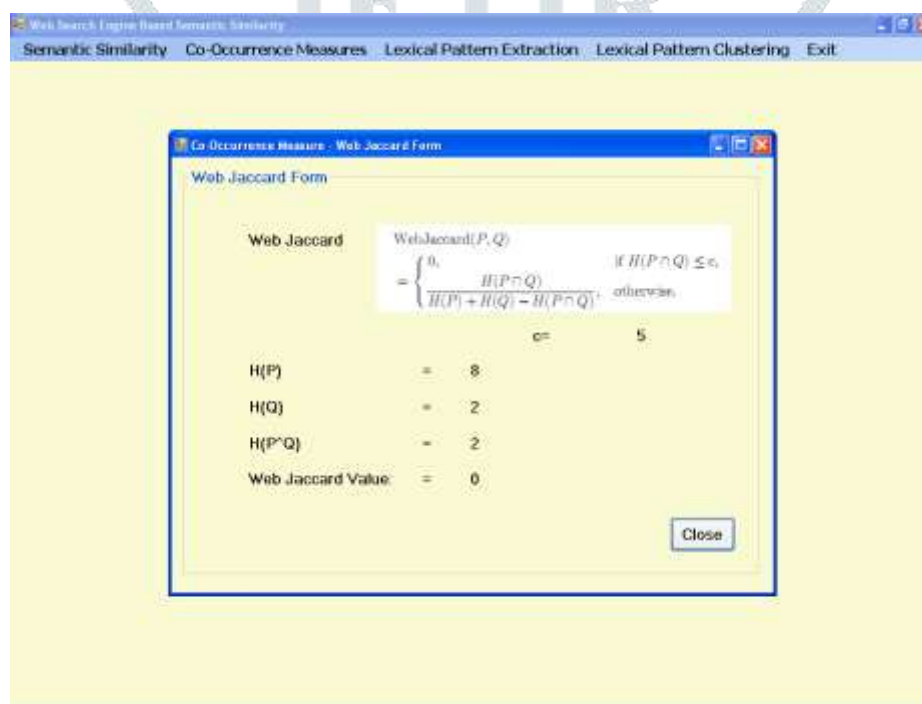 Web Search Engine Based Semantic Similarity
Semantic Similarity Co-Occurrence Measures Lexical Pattern Extraction Lexical Pattern Clustering Exit
Co-Occurrence Measure - Web Jaccard Form
Web Jaccard Form
Web Jaccard WebJaccard(P, Q)
= { 0, if H(P ∩ Q) ≤ c,
H(P ∩ Q)
H(P) + H(Q) − H(P ∩ Q), otherwise.
c= 5
H(P) = 8
H(Q) = 2
H(P^Q) = 2
Web Jaccard Value: = 0
Close